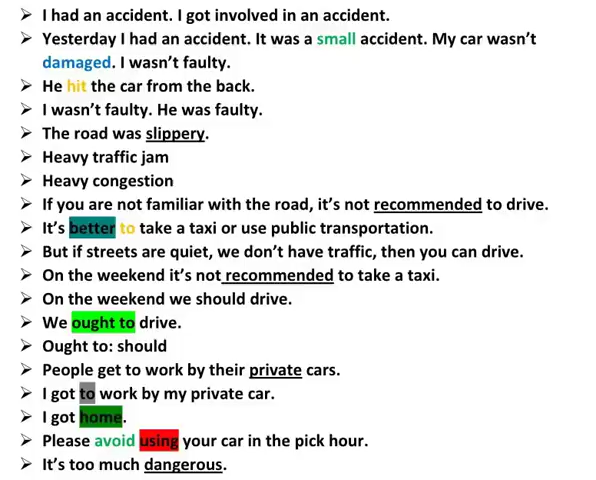 ➢ I had an accident. I got involved in an accident.
➢ Yesterday I had an accident. It was a small accident. My car wasn't
damaged. I wasn't faulty.
➢ He hit the car from the back.
➢ I wasn't faulty. He was faulty.
➢ The road was slippery.
➢ Heavy traffic jam
➢ Heavy congestion
➢ If you are not familiar with the road, it's not recommended to drive.
➢ It's better to take a taxi or use public transportation.
➢ But if streets are quiet, we don't have traffic, then you can drive.
➢ On the weekend it's not recommended to take a taxi.
➢ On the weekend we should drive.
➢ We ought to drive.
➢ Ought to: should
➢ People get to work by their private cars.
➢ I got to work by my private car.
➢ I got home.
➢ Please avoid using your car in the pick hour.
➢ It's too much dangerous.